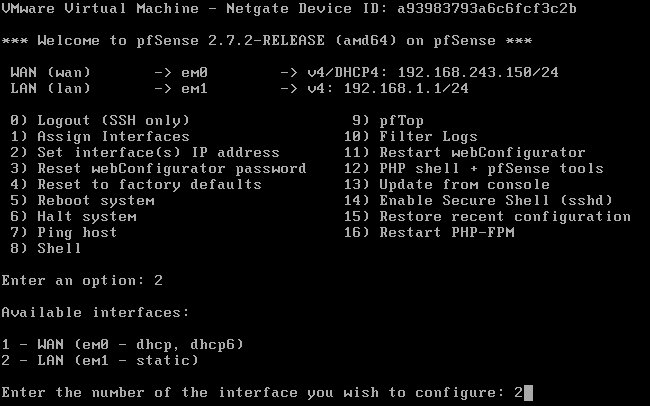 VMware Virtual Machine - Netgate Device ID: a93983793a6c6fcf3c2b
*** Welcome to pfSense 2.7.2-RELEASE (amd64) on pfSense ***
WAN (wan)       -> em0        -> v4/DHCP4: 192.168.243.150/24
LAN (lan)       -> em1        -> v4: 192.168.1.1/24
0) Logout (SSH only)                  9) pfTop
1) Assign Interfaces                 10) Filter Logs
2) Set interface(s) IP address       11) Restart webConfigurator
3) Reset webConfigurator password    12) PHP shell + pfSense tools
4) Reset to factory defaults         13) Update from console
5) Reboot system                     14) Enable Secure Shell (sshd)
6) Halt system                       15) Restore recent configuration
7) Ping host                         16) Restart PHP-FPM
8) Shell
Enter an option: 2
Available interfaces:
1 - WAN (em0 - dhcp, dhcp6)
2 - LAN (em1 - static)
Enter the number of the interface you wish to configure: 2